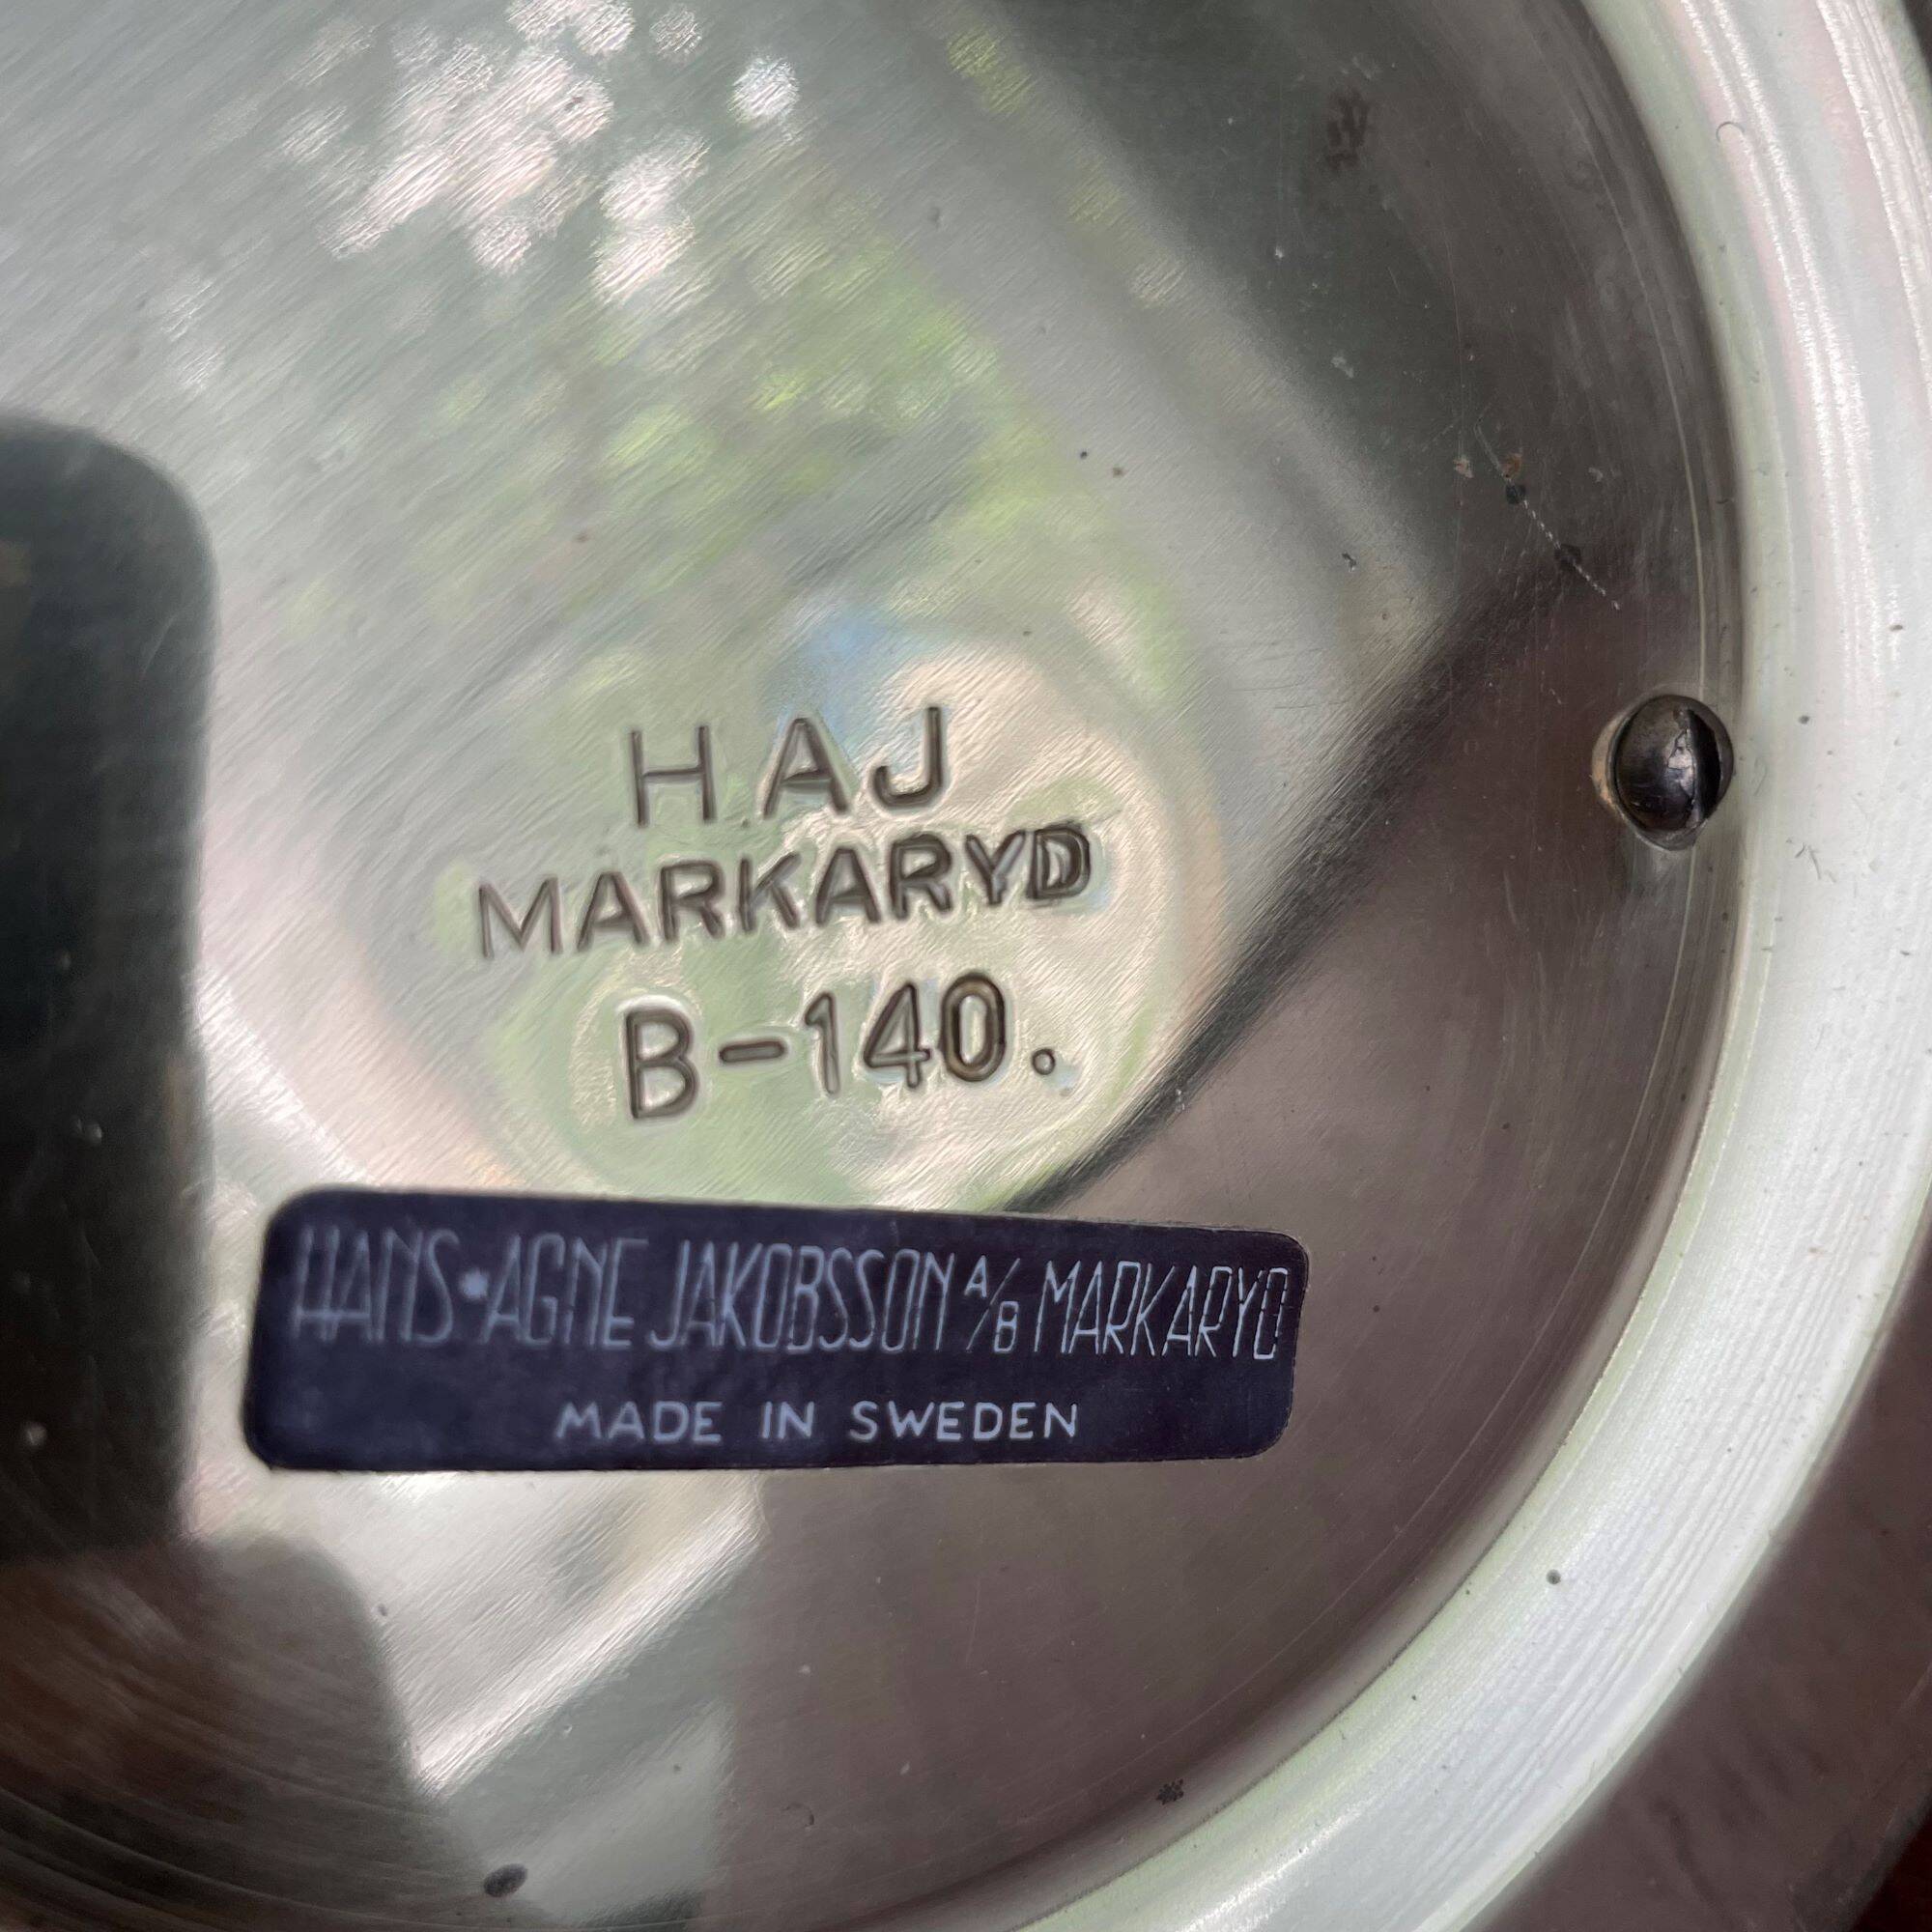 HAJ
MARKARYD
B-140.
HANS-AGNE JAKOBSSON A/B MARKARYD
MADE IN SWEDEN